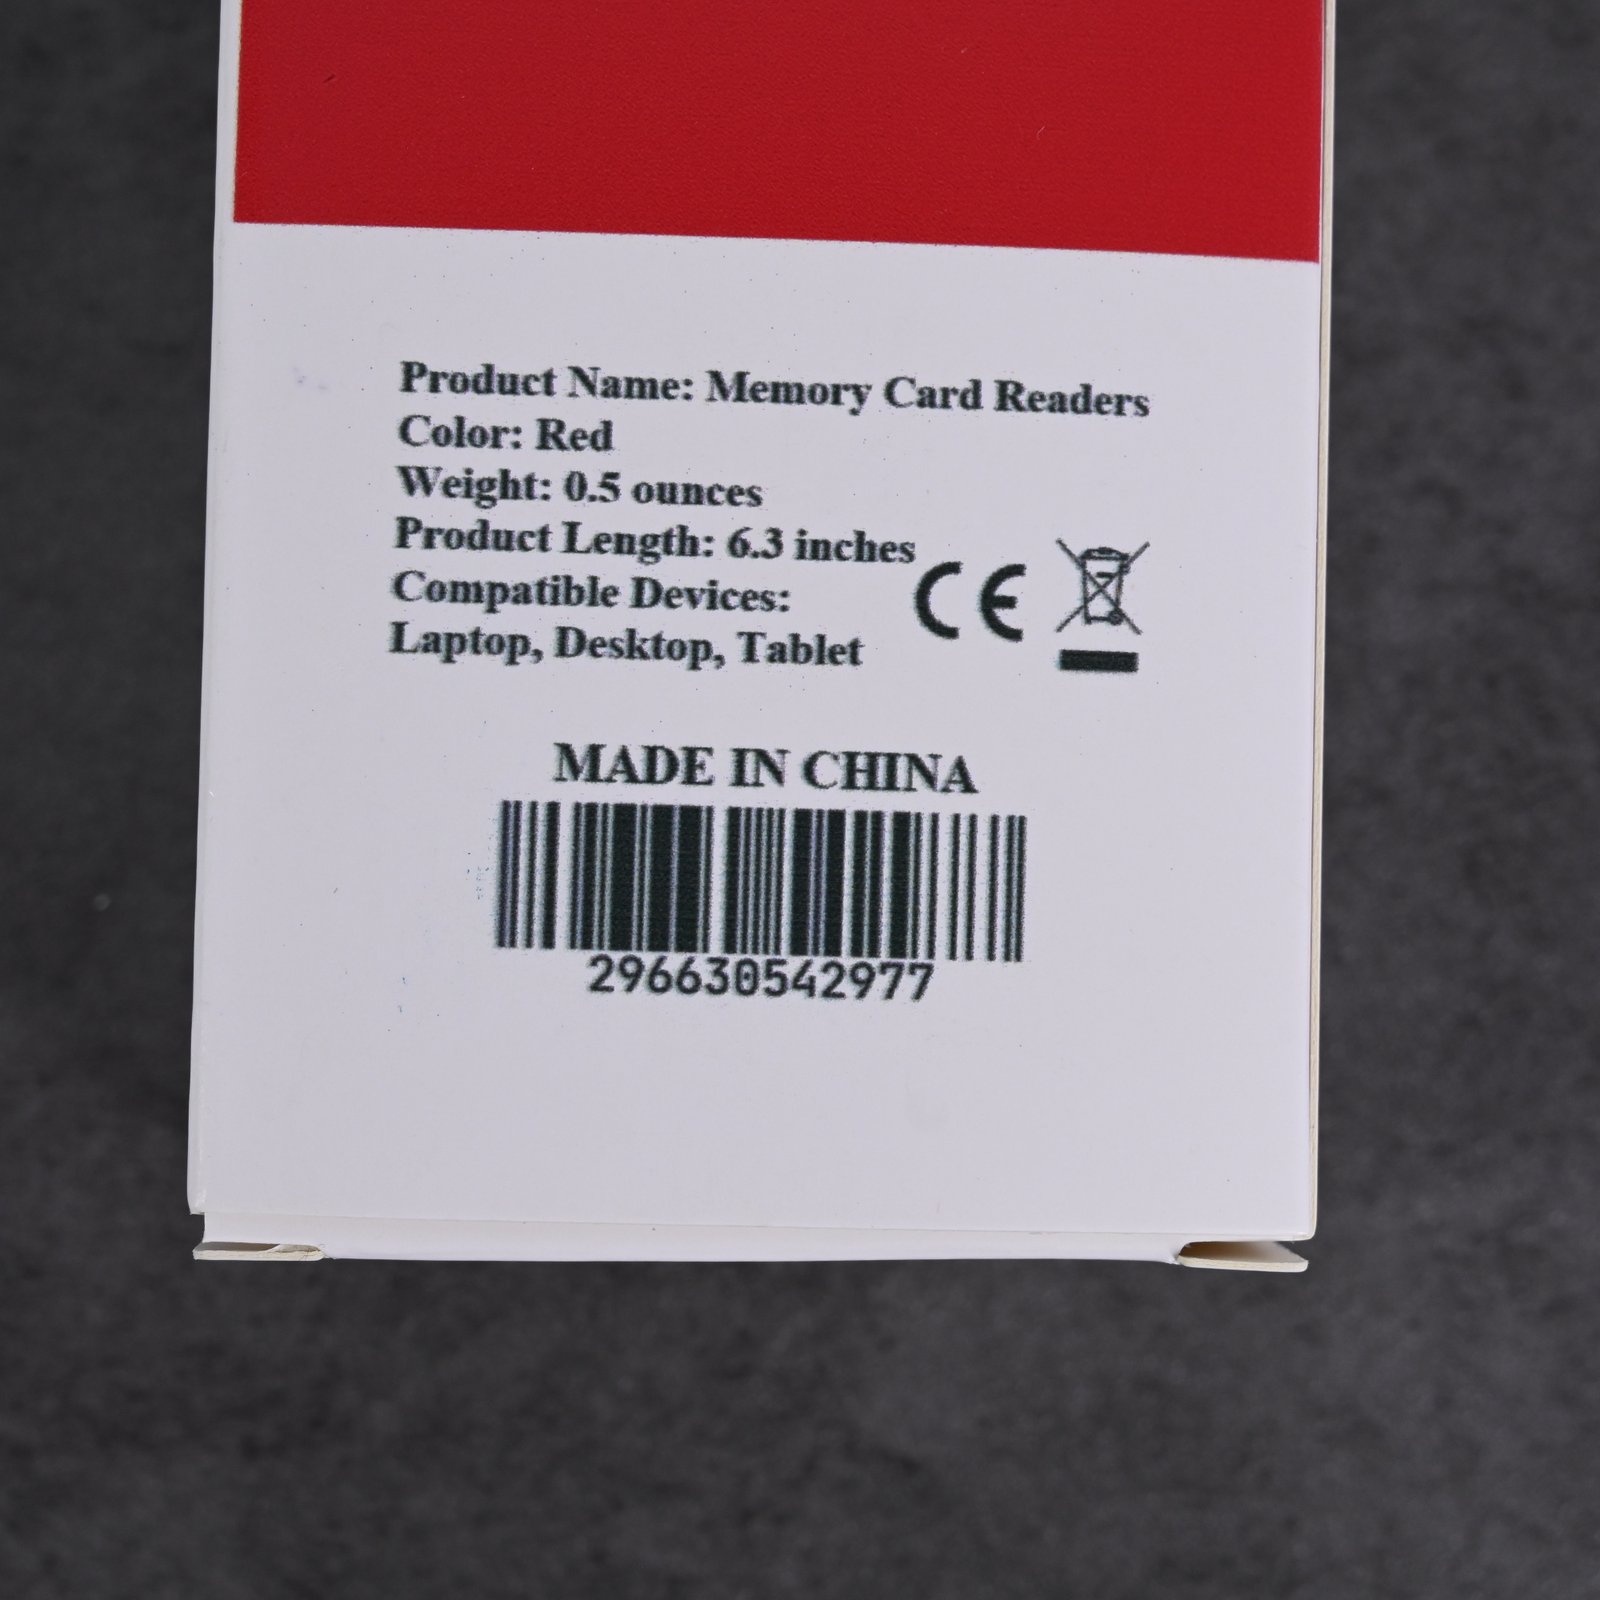 Product Name: Memory Card Readers
Color: Red
Weight: 0.5 ounces
Product Length: 6.3 inches
Compatible Devices:
Laptop, Desktop, Tablet
CE
MADE IN CHINA
296630542977